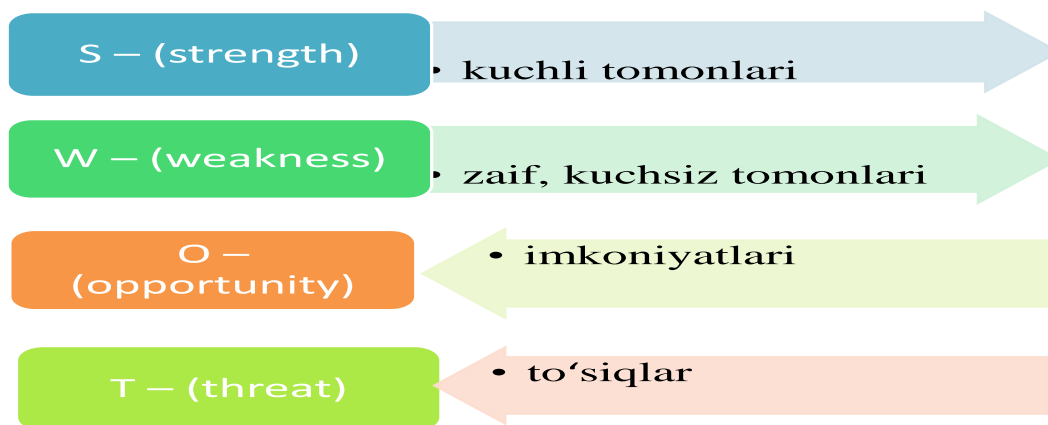 S – (strength)
• kuchli tomonlari
W – (weakness)
• zaif, kuchsiz tomonlari
O –
(opportunity)
• imkoniyatlari
T – (threat)
• to‘siqlar